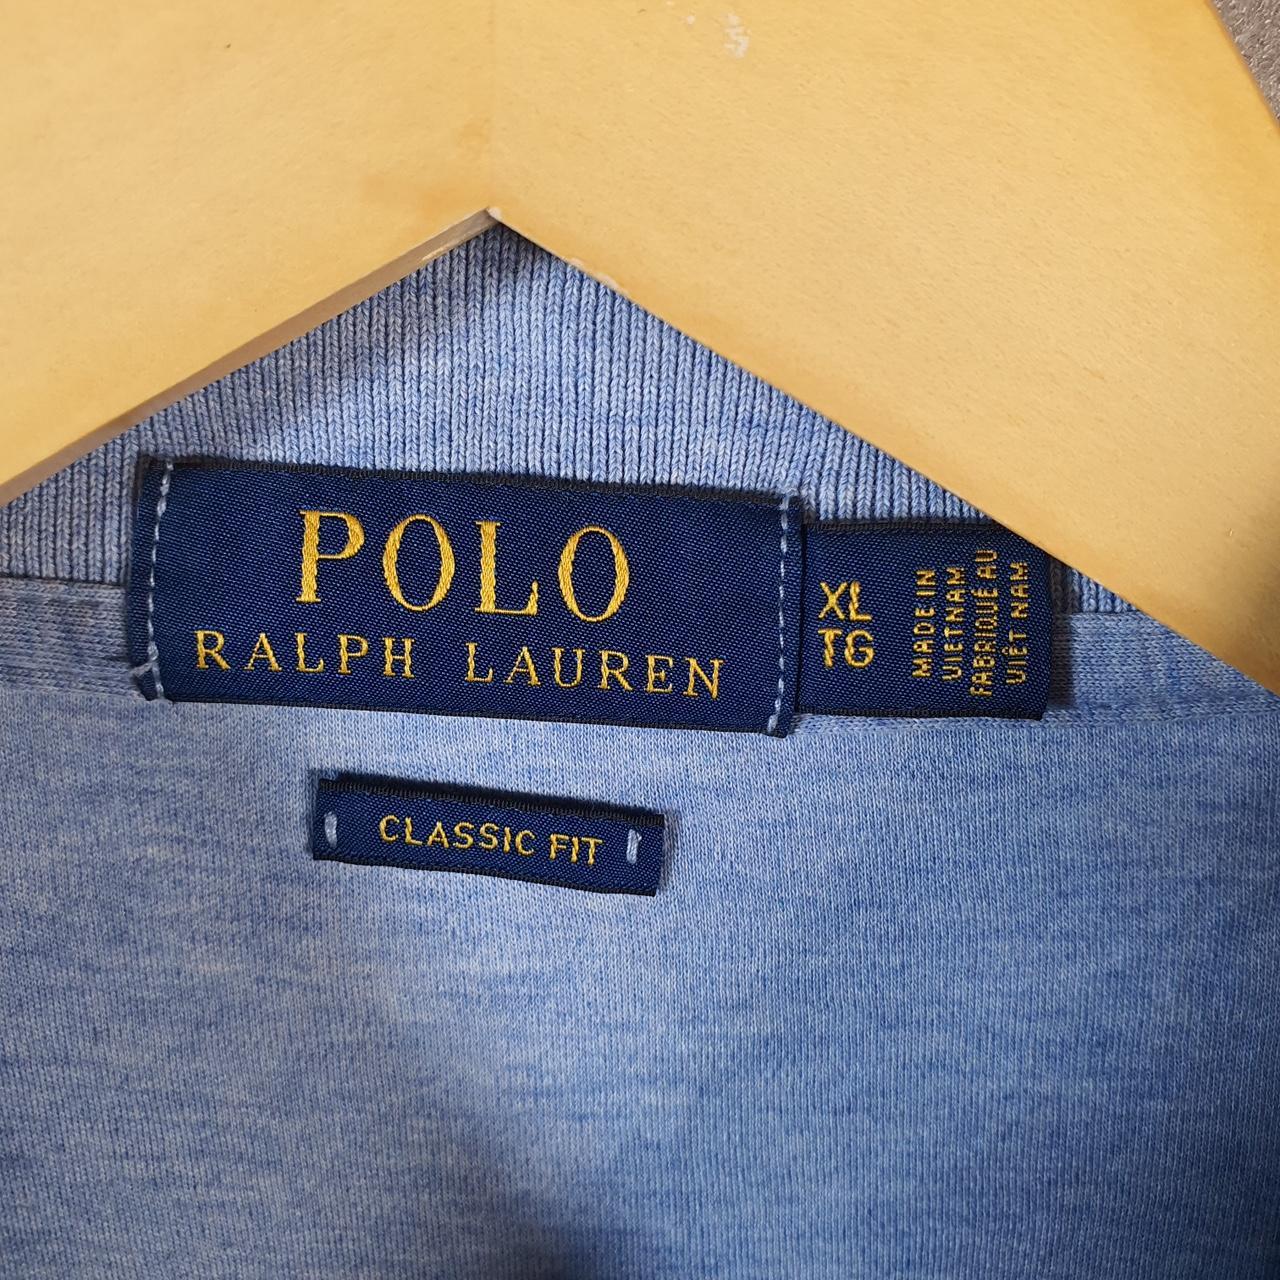 POLO
RALPH LAUREN
XL
TG
MADE IN
VIETNAM
FABRIQUÉ AU
VIÊT NAM
CLASSIC FIT